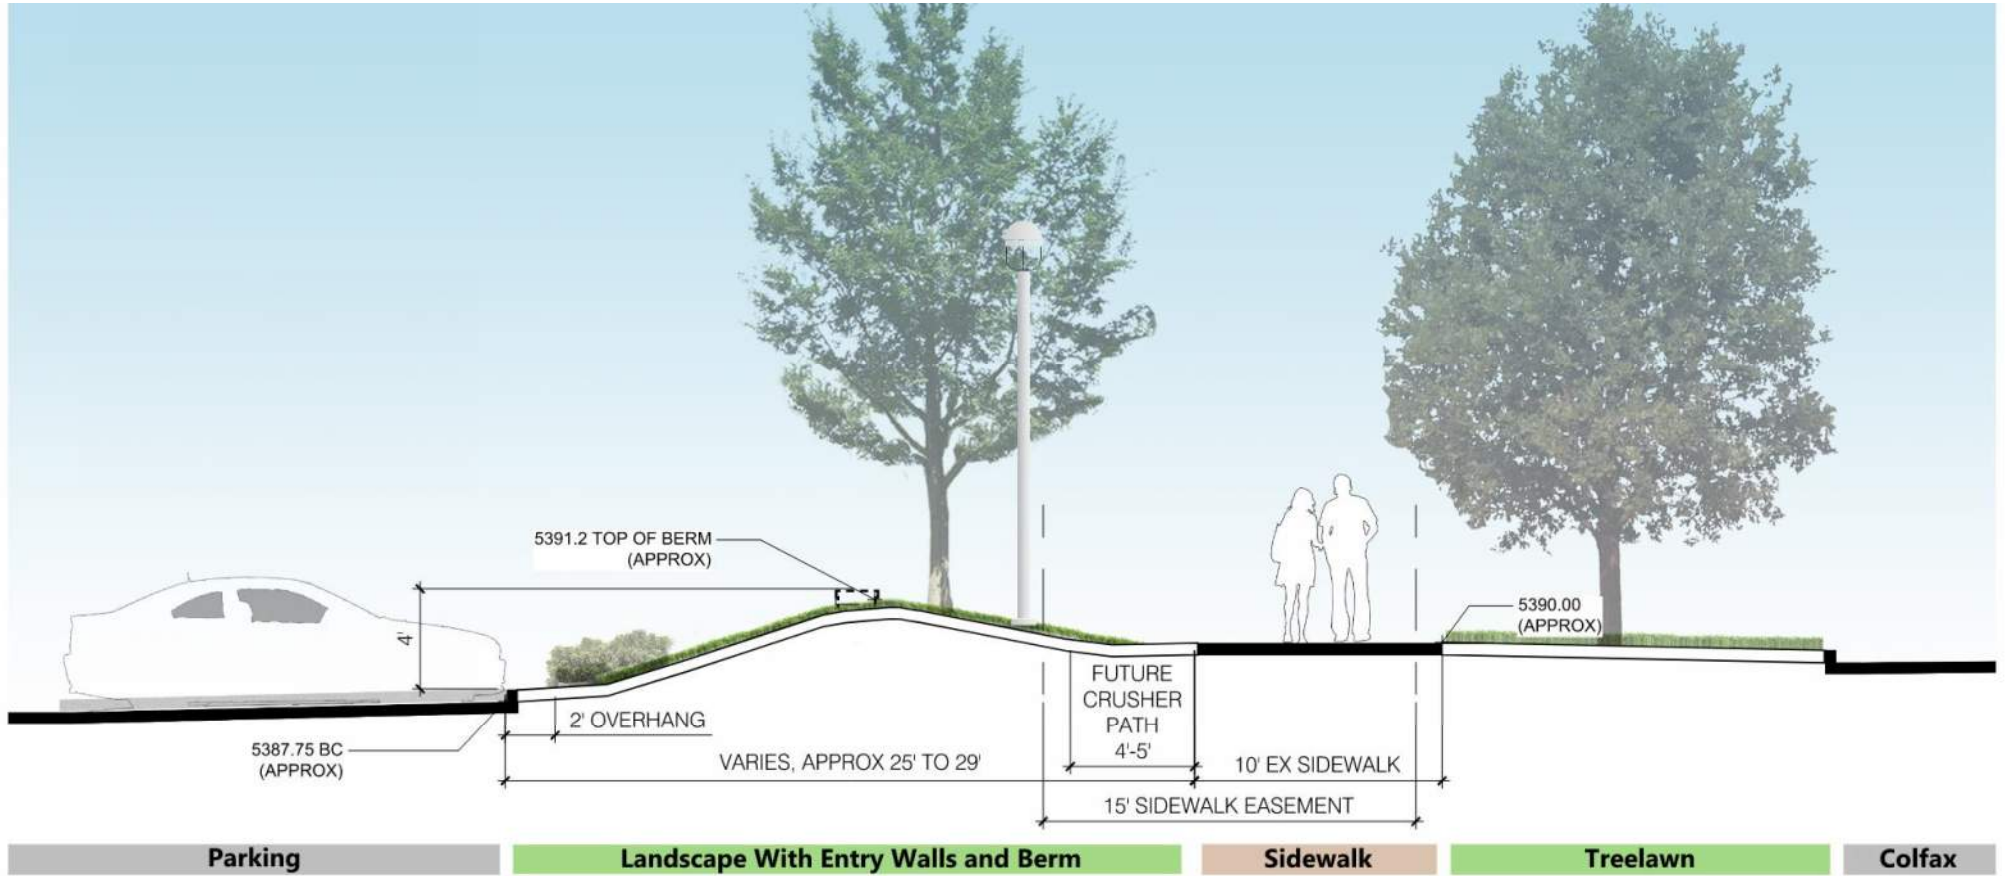 5391.2 TOP OF BERM
(APPROX)
4'
5390.00
(APPROX)
FUTURE
CRUSHER
PATH
4'-5'
2' OVERHANG
5387.75 BC
(APPROX)
VARIES, APPROX 25' TO 29'
10' EX SIDEWALK
15' SIDEWALK EASEMENT
Parking
Landscape With Entry Walls and Berm
Sidewalk
Treelawn
Colfax